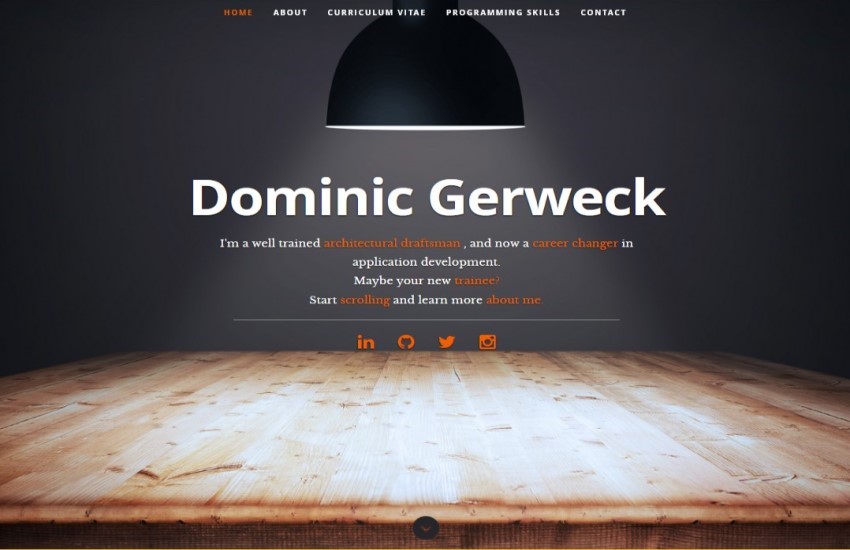 HOME ABOUT CURRICULUM VITAE PROGRAMMING SKILLS CONTACT
Dominic Gerweck
I'm a well trained architectural draftsman , and now a career changer in
application development.
Maybe your new trainee?
Start scrolling and learn more about me.
in